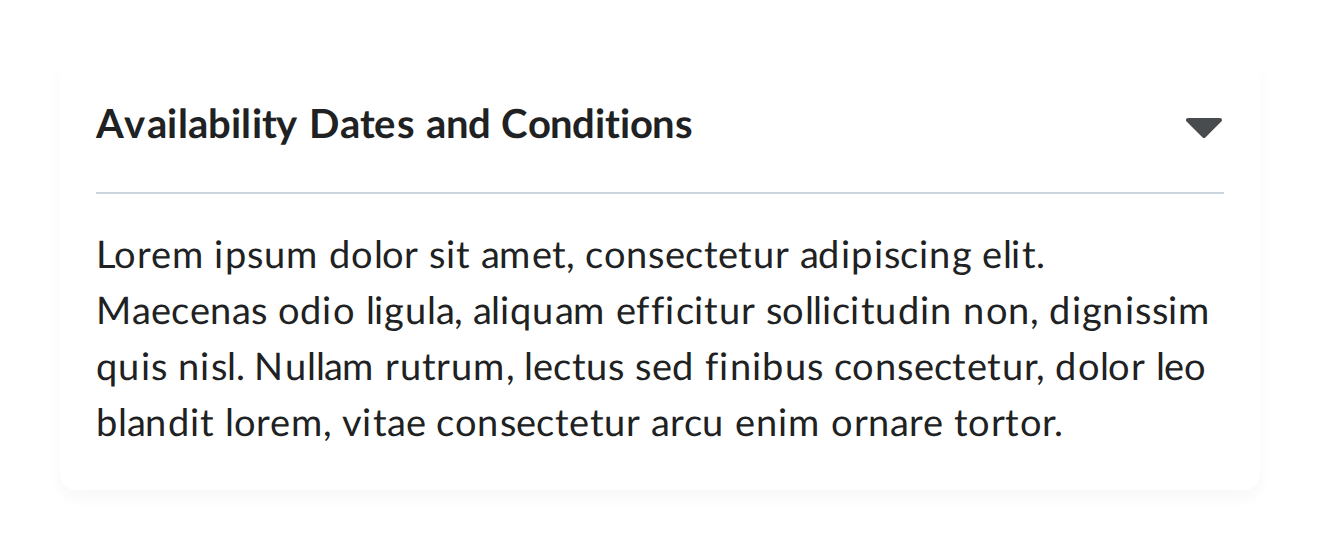 Availability Dates and Conditions
Lorem ipsum dolor sit amet, consectetur adipiscing elit.
Maecenas odio ligula, aliquam efficitur sollicitudin non, dignissim
quis nisl. Nullam rutrum, lectus sed finibus consectetur, dolor leo
blandit lorem, vitae consectetur arcu enim ornare tortor.